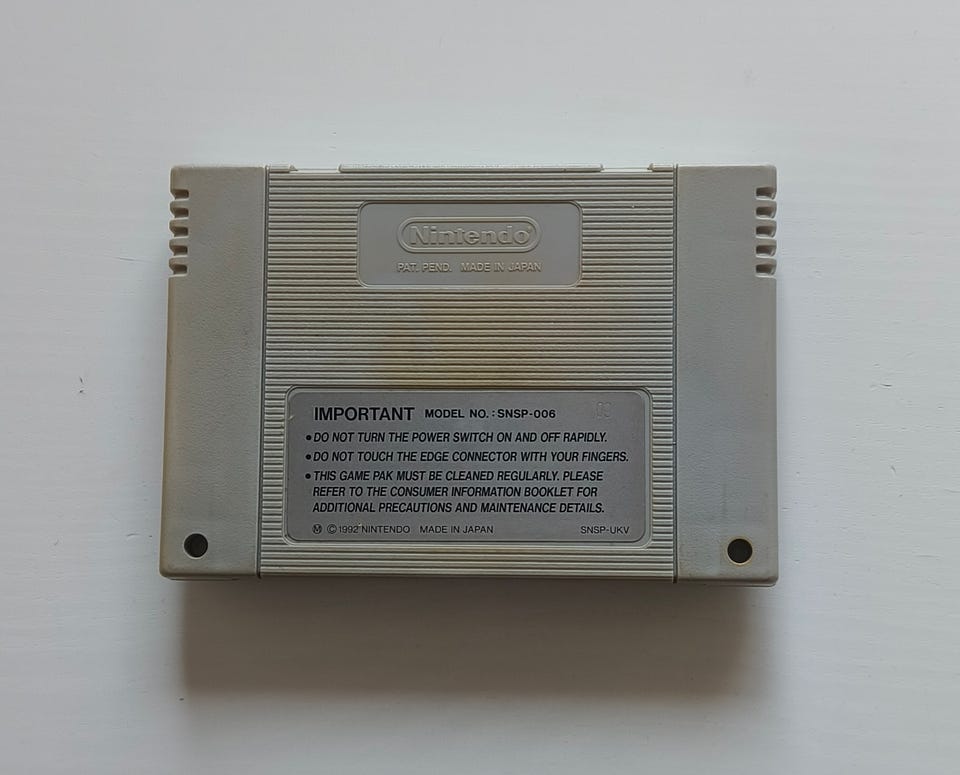 Nintendo
PAT. PEND. MADE IN JAPAN
IMPORTANT MODEL NO. : SNSP-006
• DO NOT TURN THE POWER SWITCH ON AND OFF RAPIDLY.
• DO NOT TOUCH THE EDGE CONNECTOR WITH YOUR FINGERS.
• THIS GAME PAK MUST BE CLEANED REGULARLY. PLEASE
REFER TO THE CONSUMER INFORMATION BOOKLET FOR
ADDITIONAL PRECAUTIONS AND MAINTENANCE DETAILS.
Ⓜ © 1992 NINTENDO MADE IN JAPAN SNSP-UKV